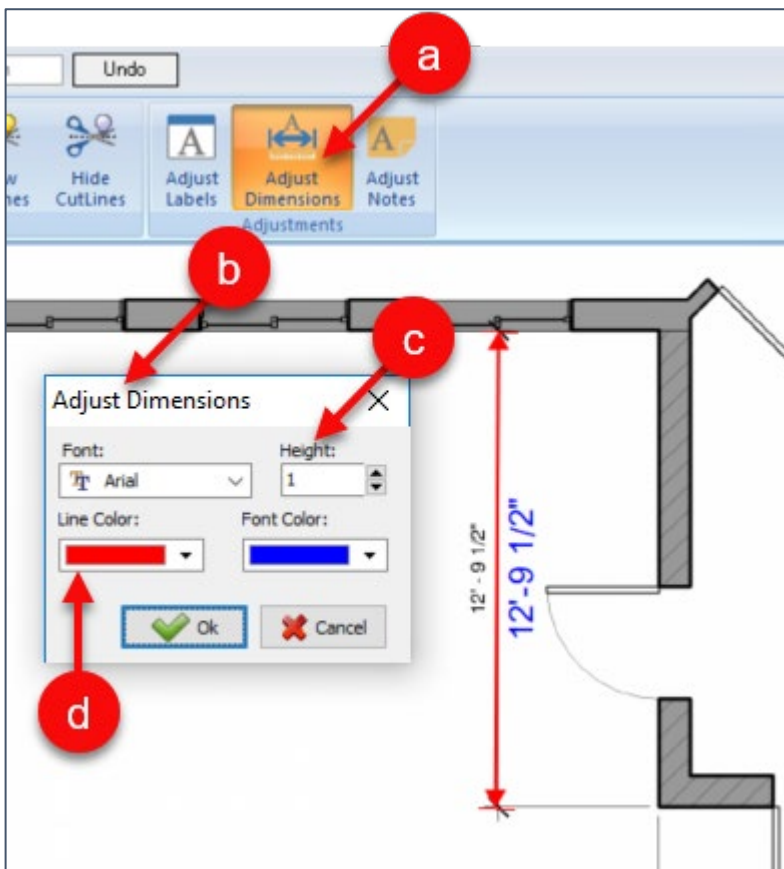 a
Undo
Hide
CutLines
Adjust
Labels
Adjust
Dimensions
Adjust
Notes
Adjustments
b
c
Adjust Dimensions
Font:
Height:
Arial
1
Line Color:
Font Color:
Ok
Cancel
d
12' - 9 1/2"
12'-9 1/2"